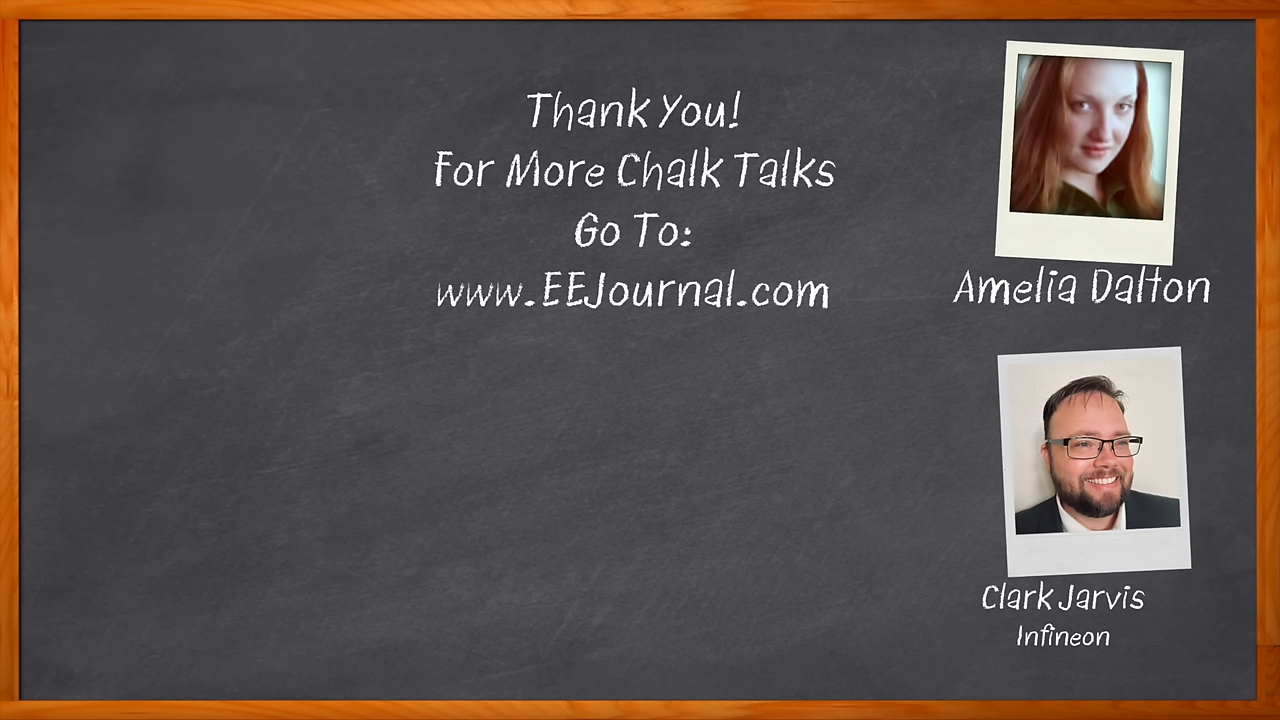 Thank You!
For More Chalk Talks
Go To:
www.EEJournal.com
Amelia Dalton
Clark Jarvis
Infineon